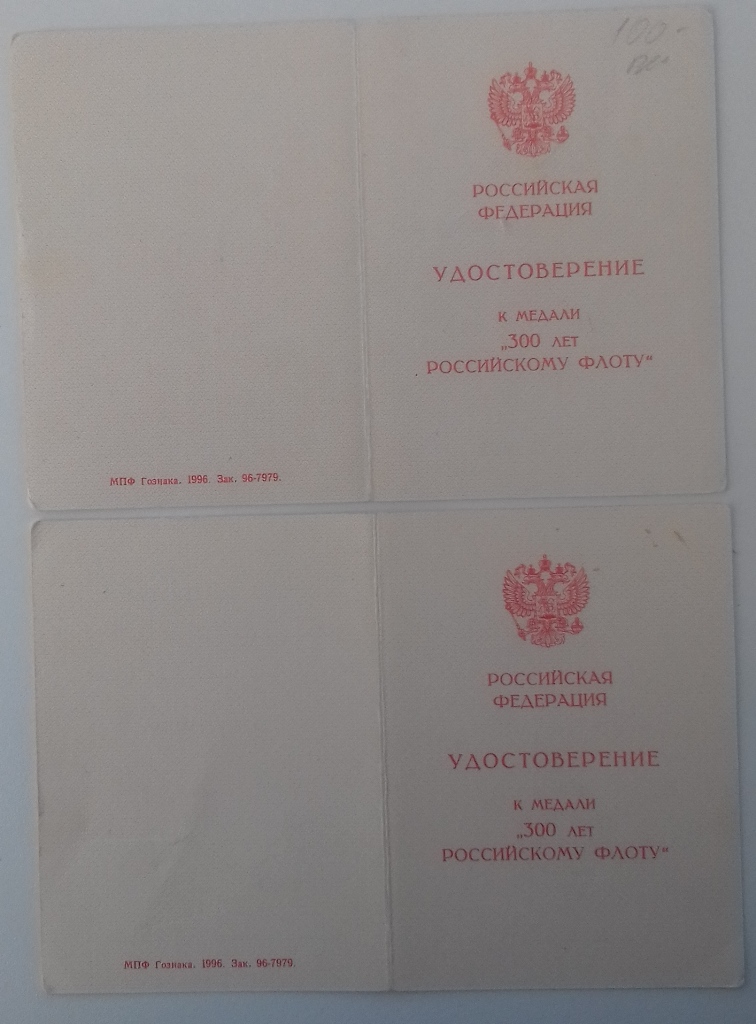 100-
РОССИЙСКАЯ
ФЕДЕРАЦИЯ
УДОСТОВЕРЕНИЕ
К МЕДАЛИ
„300 ЛЕТ
РОССИЙСКОМУ ФЛОТУ“
МПФ Гознака. 1996. Зак. 96-7979.
РОССИЙСКАЯ
ФЕДЕРАЦИЯ
УДОСТОВЕРЕНИЕ
К МЕДАЛИ
„300 ЛЕТ
РОССИЙСКОМУ ФЛОТУ“
МПФ Гознака. 1996. Зак. 96-7979.